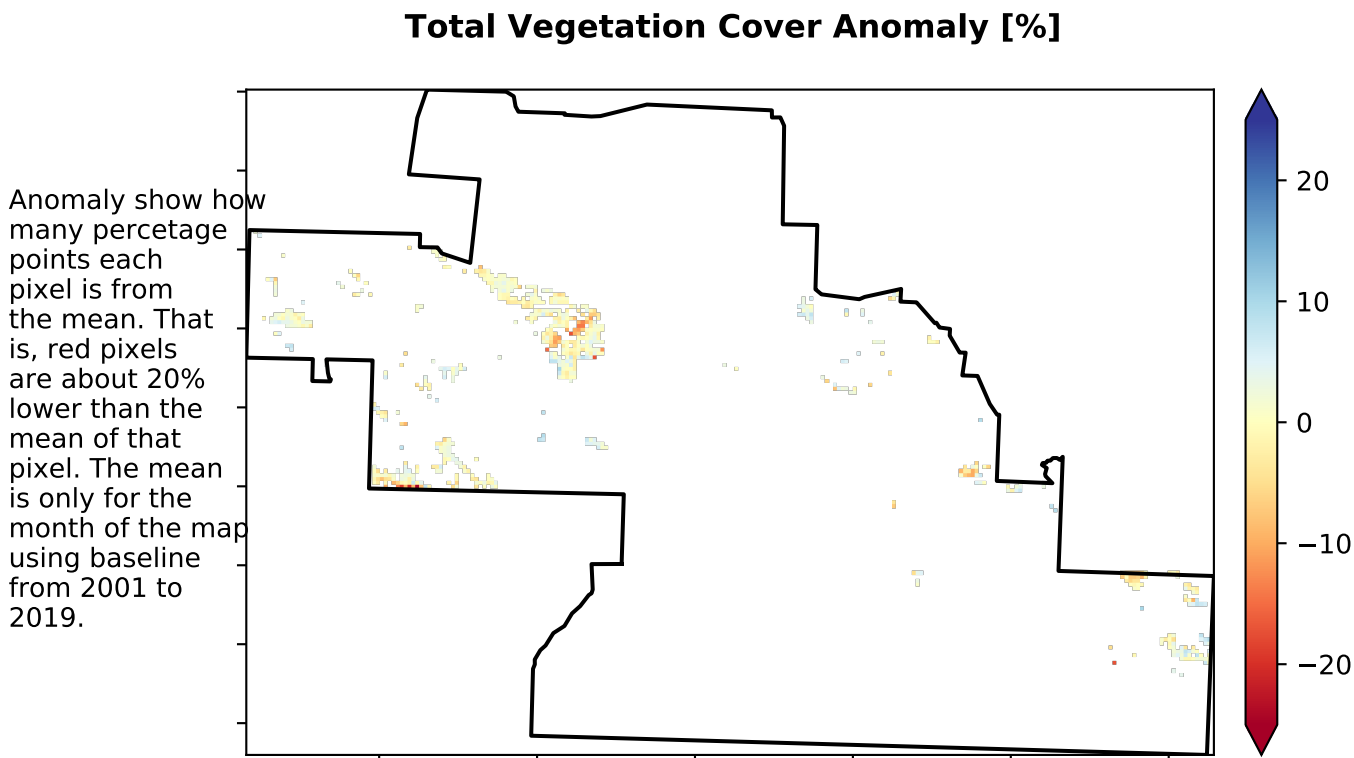 Total Vegetation Cover Anomaly [%]
Anomaly show how
many percetage
points each
pixel is from
the mean. That
is, red pixels
are about 20%
lower than the
mean of that
pixel. The mean
is only for the
month of the map
using baseline
from 2001 to
2019.
20
10
0
−10
−20